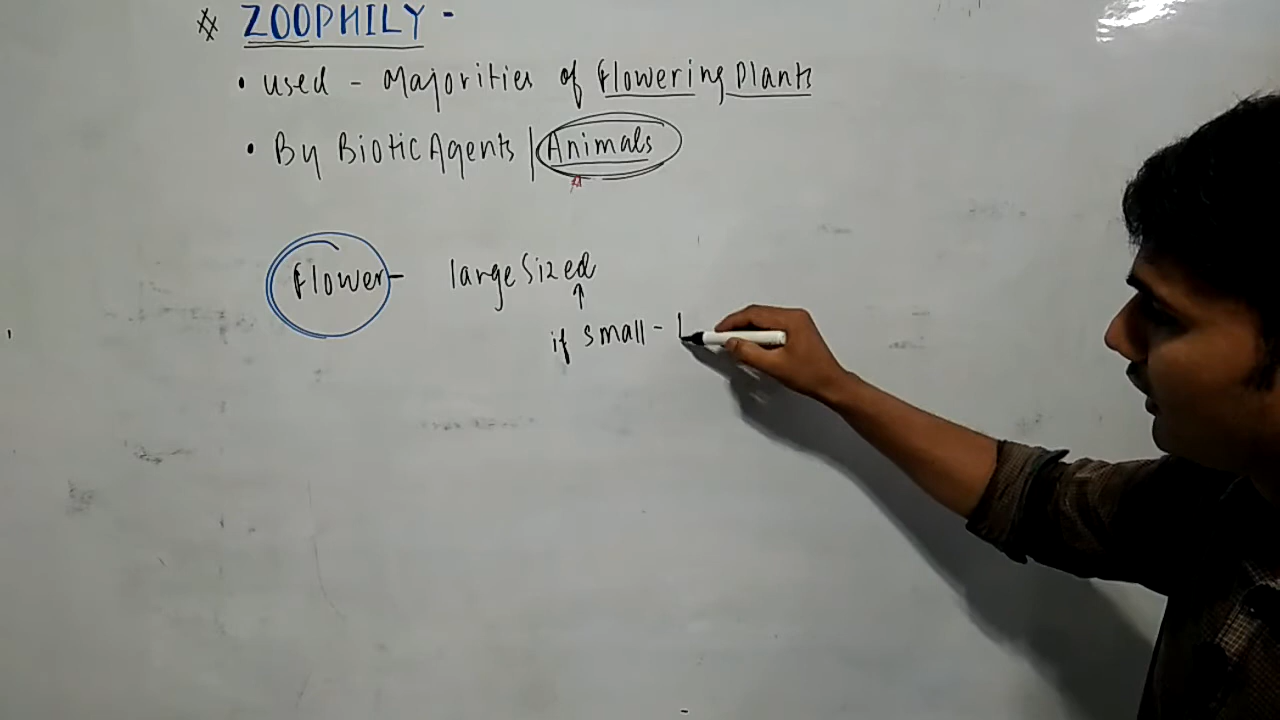 # ZOOPHILY -
• used - Majorities of Flowering Plants
• By Biotic Agents | Animals
Flower - large Sized
↑
if small - L